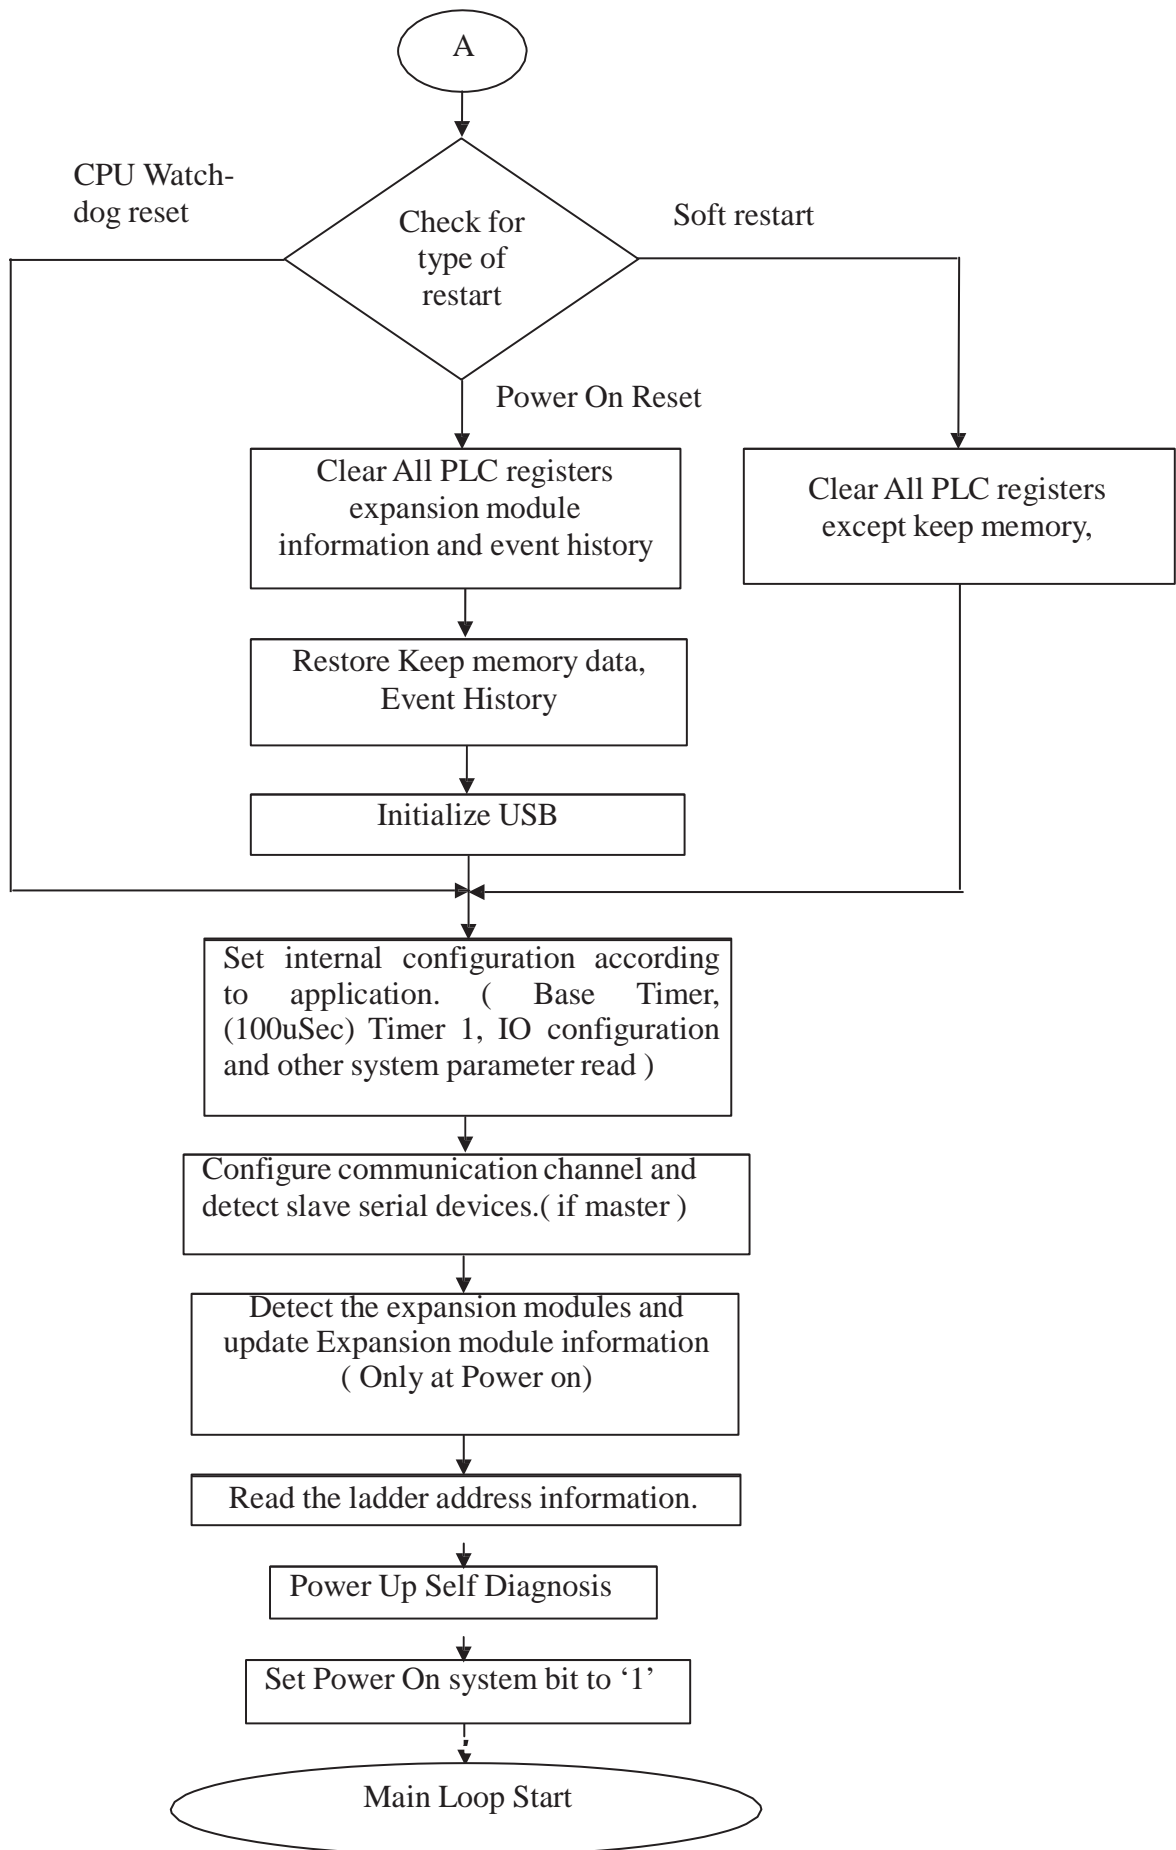 A
CPU Watch-
dog reset
Check for
type of
restart
Soft restart
Power On Reset
Clear All PLC registers
expansion module
information and event history
Clear All PLC registers
except keep memory,
Restore Keep memory data,
Event History
Initialize USB
Set internal configuration according
to application. ( Base Timer,
(100uSec) Timer 1, IO configuration
and other system parameter read )
Configure communication channel and
detect slave serial devices.( if master )
Detect the expansion modules and
update Expansion module information
( Only at Power on)
Read the ladder address information.
Power Up Self Diagnosis
Set Power On system bit to ‘1’
Main Loop Start